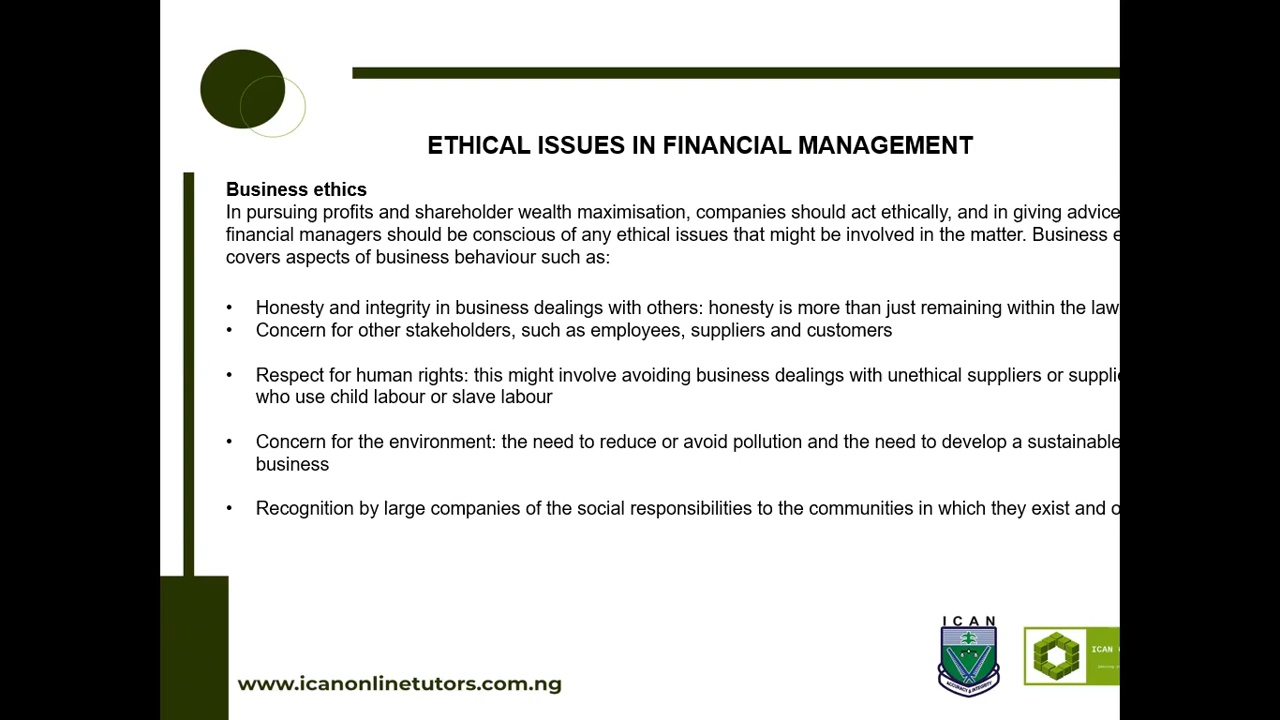 ETHICAL ISSUES IN FINANCIAL MANAGEMENT
Business ethics
In pursuing profits and shareholder wealth maximisation, companies should act ethically, and in giving advice
financial managers should be conscious of any ethical issues that might be involved in the matter. Business
covers aspects of business behaviour such as:
• Honesty and integrity in business dealings with others: honesty is more than just remaining within the law
• Concern for other stakeholders, such as employees, suppliers and customers
• Respect for human rights: this might involve avoiding business dealings with unethical suppliers or
who use child labour or slave labour
• Concern for the environment: the need to reduce or avoid pollution and the need to develop a sustainable
business
• Recognition by large companies of the social responsibilities to the communities in which they exist and
ICAN
ACCURACY & INTEGRITY
ICAN
www.icanonlinetutors.com.ng